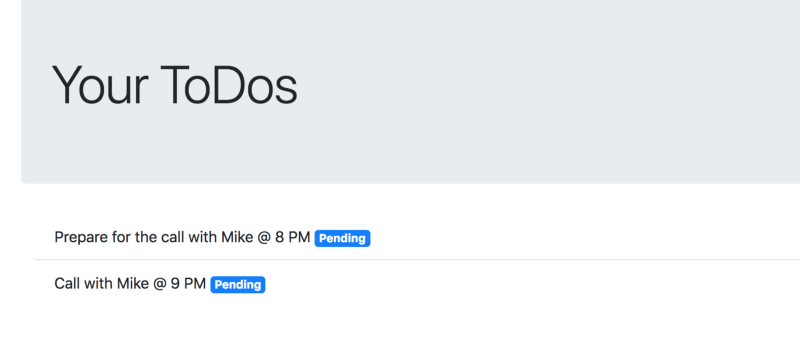 Your ToDos
Prepare for the call with Mike @ 8 PM Pending
Call with Mike @ 9 PM Pending